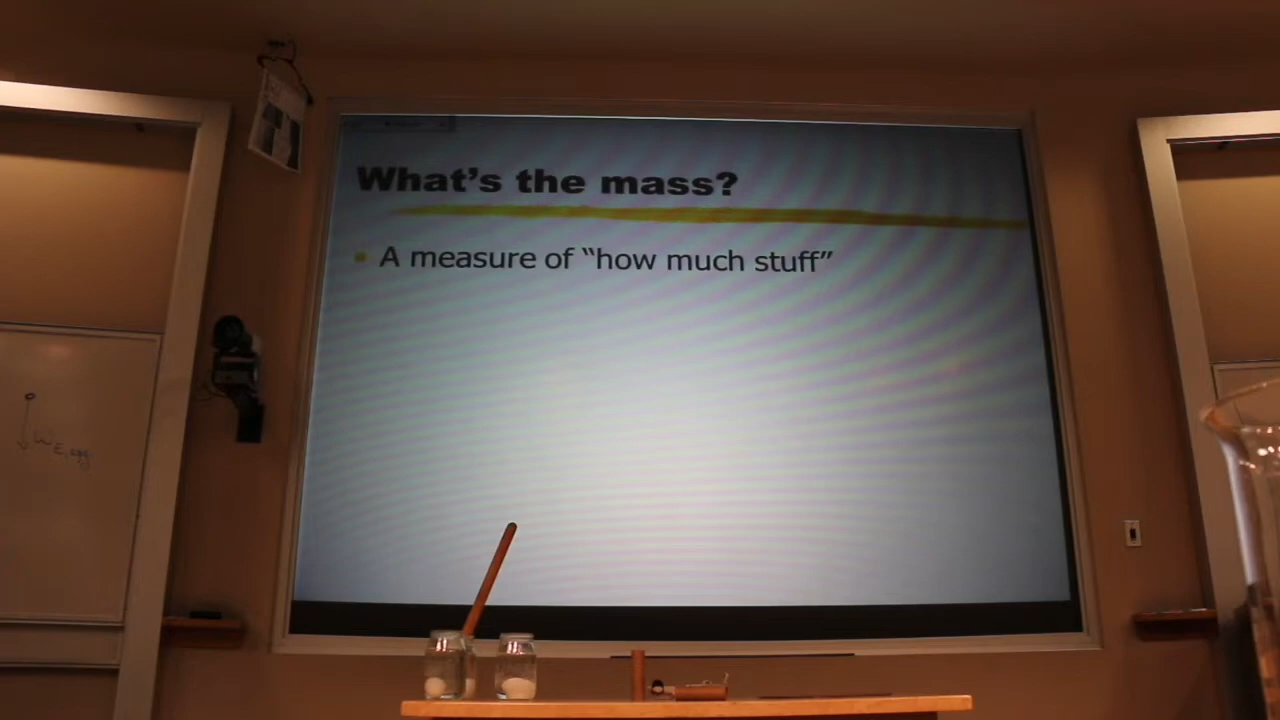 What's the mass?
A measure of “how much stuff”